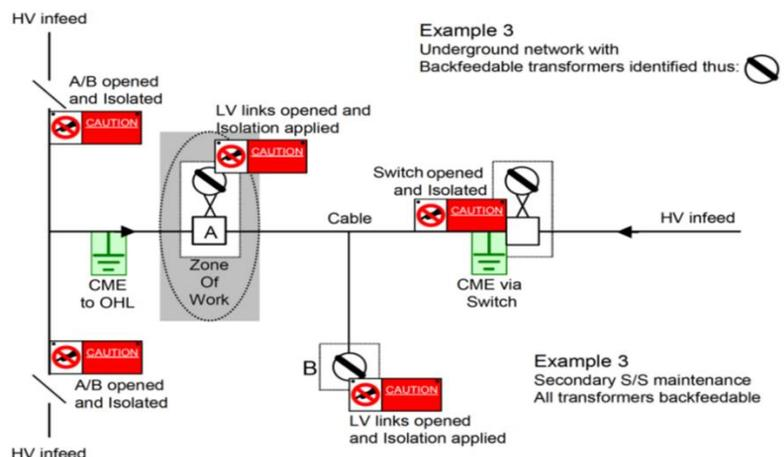 HV infeed
Example 3
Underground network with
Backfeedable transformers identified thus:
A/B opened
and Isolated
CAUTION
LV links opened and
Isolation applied
CAUTION
Switch opened
and Isolated
CAUTION
Cable
HV infeed
A
Zone
Of
Work
CME
to OHL
CME via
Switch
CAUTION
A/B opened
and Isolated
B
CAUTION
LV links opened
and Isolation applied
Example 3
Secondary S/S maintenance
All transformers backfeedable
HV infeed